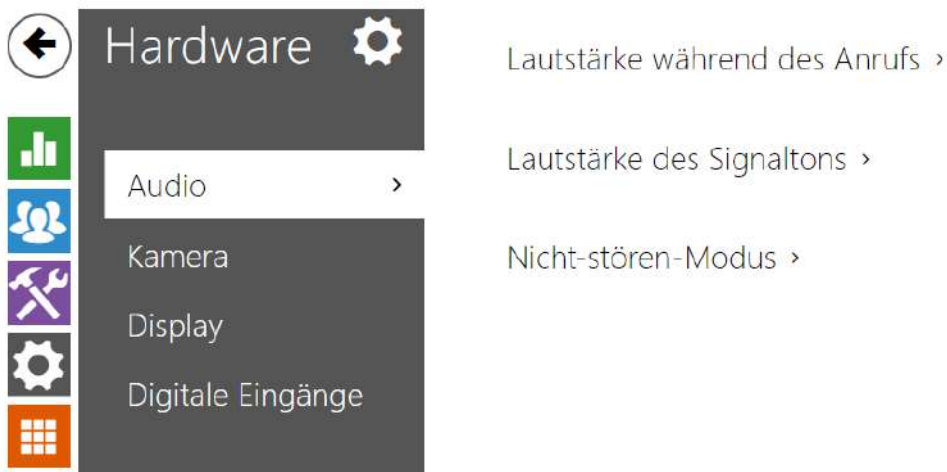 Hardware
Audio ›
Kamera
Display
Digitale Eingänge
Lautstärke während des Anrufs ›
Lautstärke des Signaltons ›
Nicht-stören-Modus ›